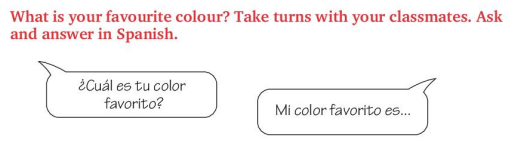 What is your favourite colour? Take turns with your classmates. Ask
and answer in Spanish.
¿Cuál es tu color
favorito?
Mi color favorito es...